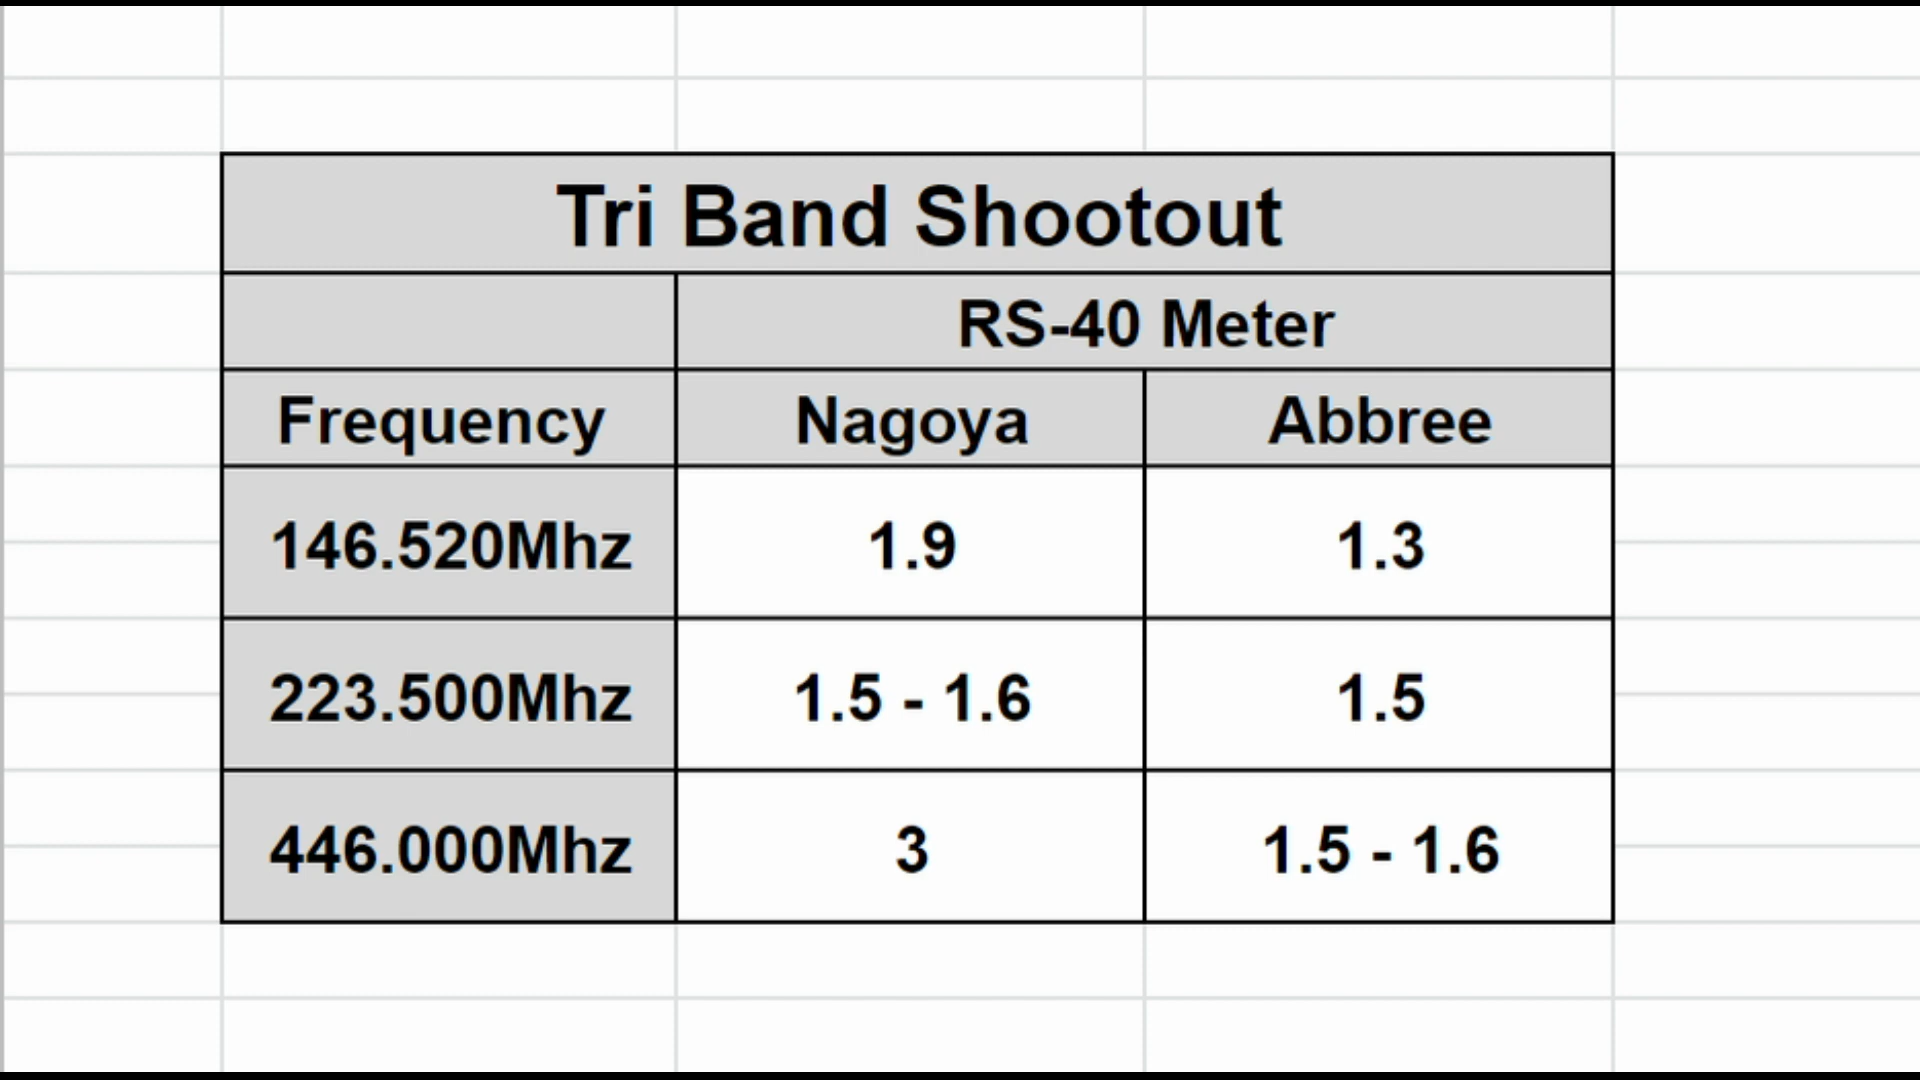 Tri Band Shootout
RS-40 Meter
Frequency Nagoya Abbree
146.520Mhz 1.9 1.3
223.500Mhz 1.5 - 1.6 1.5
446.000Mhz 3 1.5 - 1.6